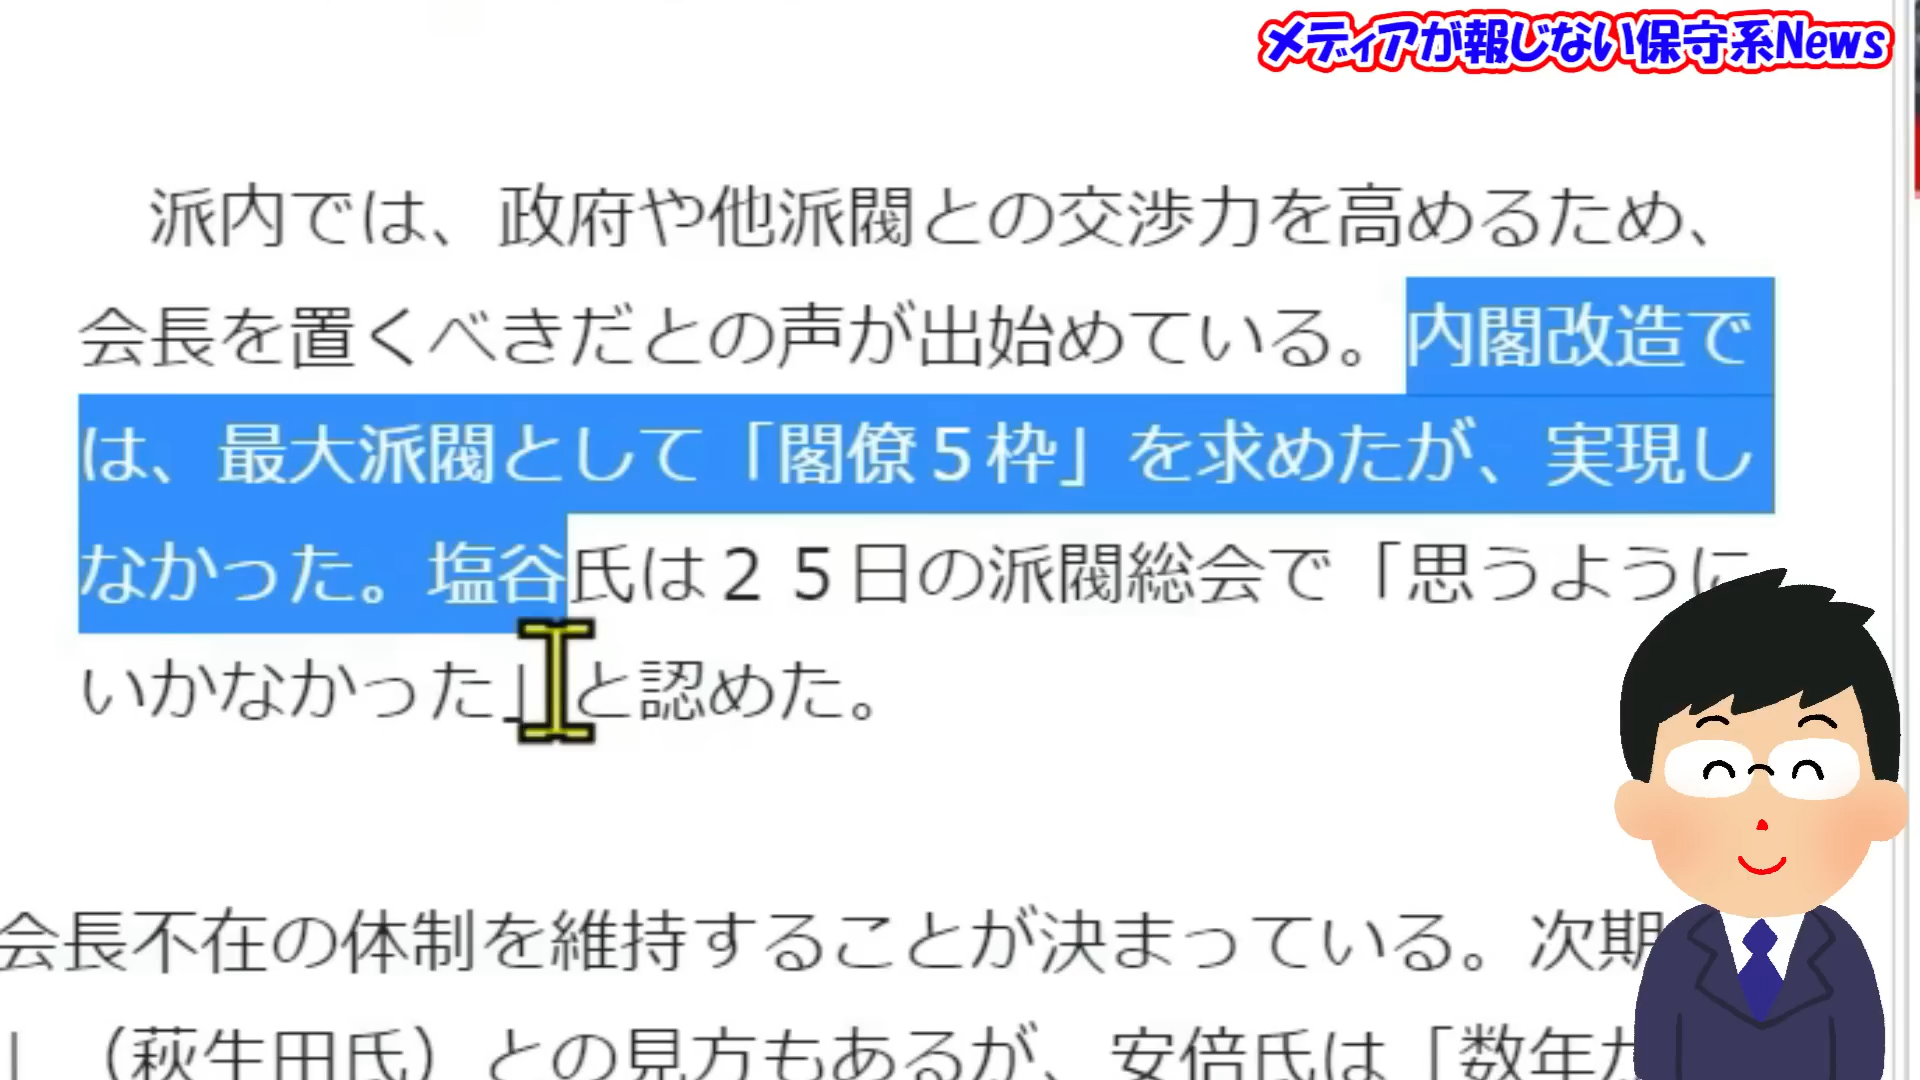 メディアが報じない保守系News
派内では、政府や他派閥との交渉力を高めるため、
会長を置くべきだとの声が出始めている。内閣改造で
は、最大派閥として「閣僚５枠」を求めたが、実現し
なかった。塩谷氏は２５日の派閥総会で「思うように
いかなかった」と認めた。
会長不在の体制を維持することが決まっている。次期
」（萩生田氏）との見方もあるが、安倍氏は「数年